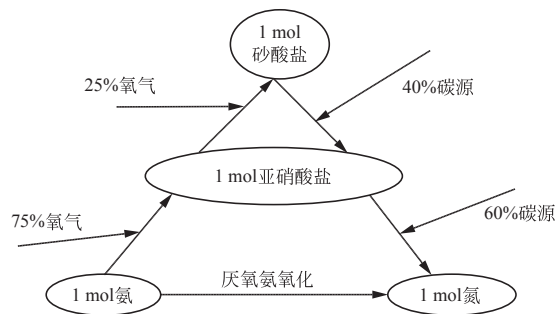 1 mol
砂酸盐
25%氧气
40%碳源
1 mol亚硝酸盐
75%氧气
60%碳源
厌氧氨氧化
1 mol氨
1 mol氮